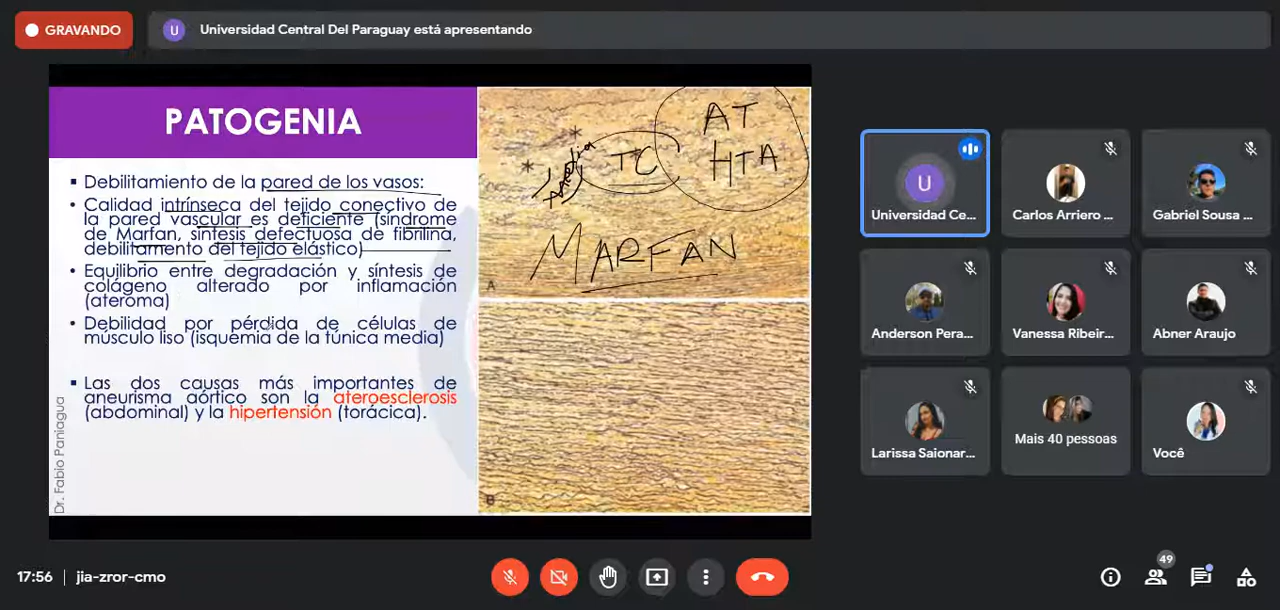 GRAVANDO
U
Universidad Central Del Paraguay está apresentando
PATOGENIA
▪ Debilitamiento de la pared de los vasos:
• Calidad intrínseca del tejido conectivo de
la pared vascular es deficiente (síndrome
de Marfan, síntesis defectuosa de fibrilina,
debilitamento del tejido elástico)
• Equilibrio entre degradación y síntesis de
colágeno alterado por inflamación
(ateroma)
• Debilidad por pérdida de células de
músculo liso (isquemia de la túnica media)
▪ Las dos causas más importantes de
aneurisma aórtico son la ateroesclerosis
(abdominal) y la hipertensión (torácica).
Dr. Fabio Paniagua
AT
HTA
TC
MARFAN
A
B
U
Universidad Ce...
Carlos Arriero ...
Gabriel Sousa ...
Anderson Pera...
Vanessa Ribeir...
Abner Araujo
Larissa Saionar...
Mais 40 pessoas
Você
17:56 | jia-zror-cmo
49